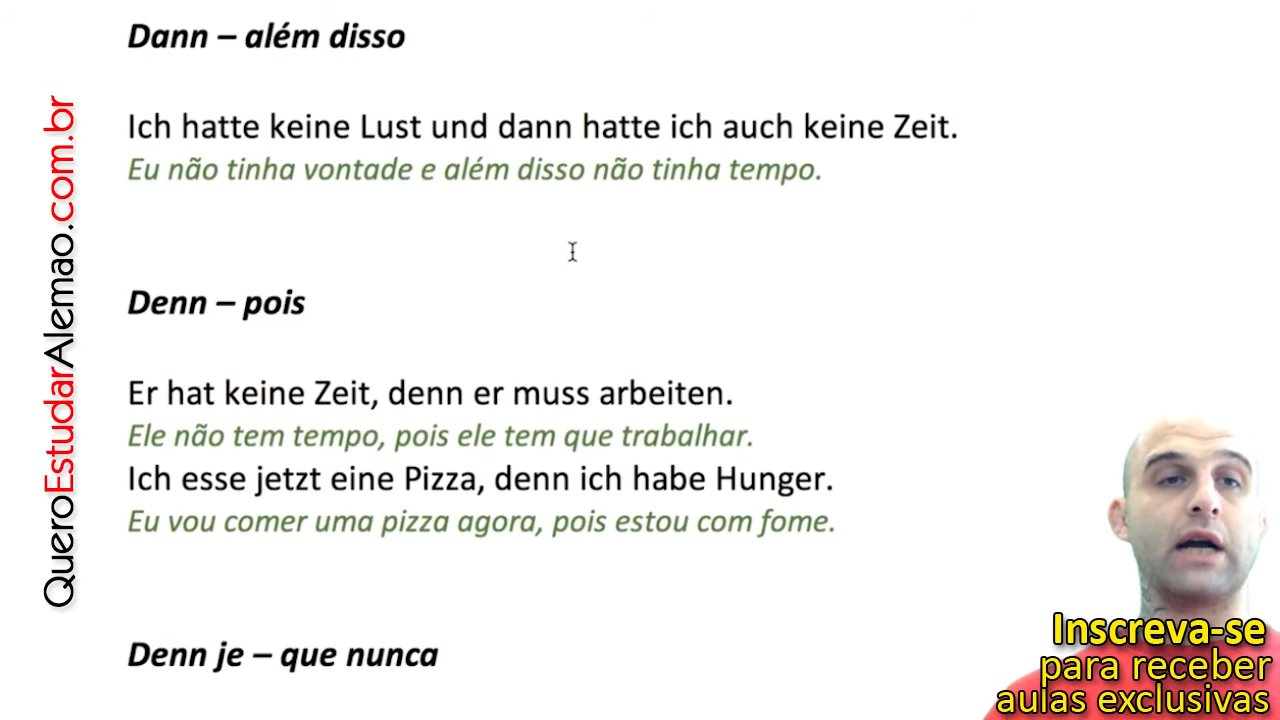 Dann – além disso
Ich hatte keine Lust und dann hatte ich auch keine Zeit.
Eu não tinha vontade e além disso não tinha tempo.
Denn – pois
Er hat keine Zeit, denn er muss arbeiten.
Ele não tem tempo, pois ele tem que trabalhar.
Ich esse jetzt eine Pizza, denn ich habe Hunger.
Eu vou comer uma pizza agora, pois estou com fome.
Denn je – que nunca
QueroEstudarAlemao.com.br
Inscreva-se
para receber
aulas exclusivas